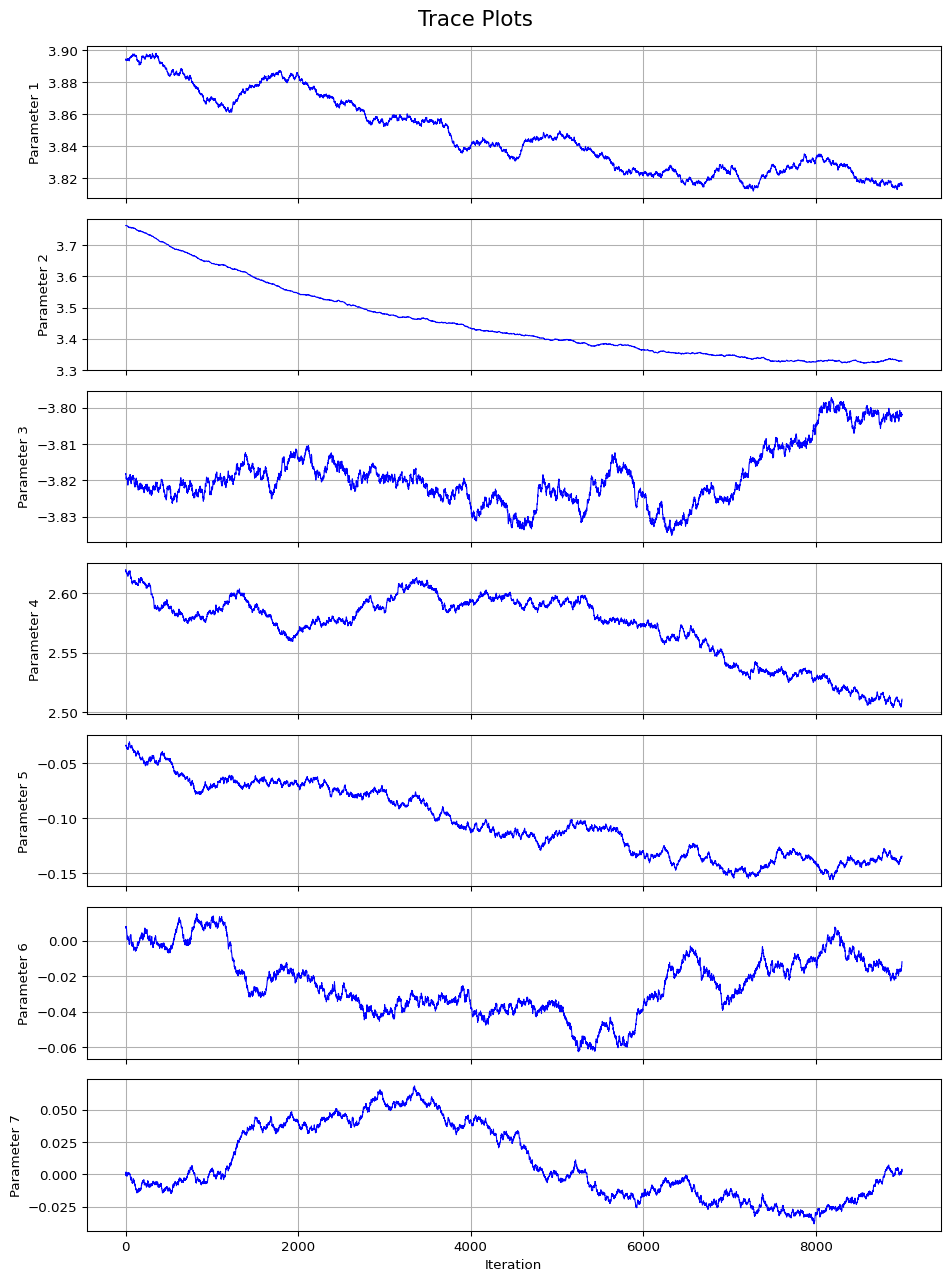 Trace Plots
Parameter 1
3.90
3.88
3.86
3.84
3.82
Parameter 2
3.7
3.6
3.5
3.4
3.3
Parameter 3
−3.80
−3.81
−3.82
−3.83
Parameter 4
2.60
2.55
2.50
Parameter 5
−0.05
−0.10
−0.15
Parameter 6
0.00
−0.02
−0.04
−0.06
Parameter 7
0.050
0.025
0.000
−0.025
0 2000 4000 6000 8000
Iteration